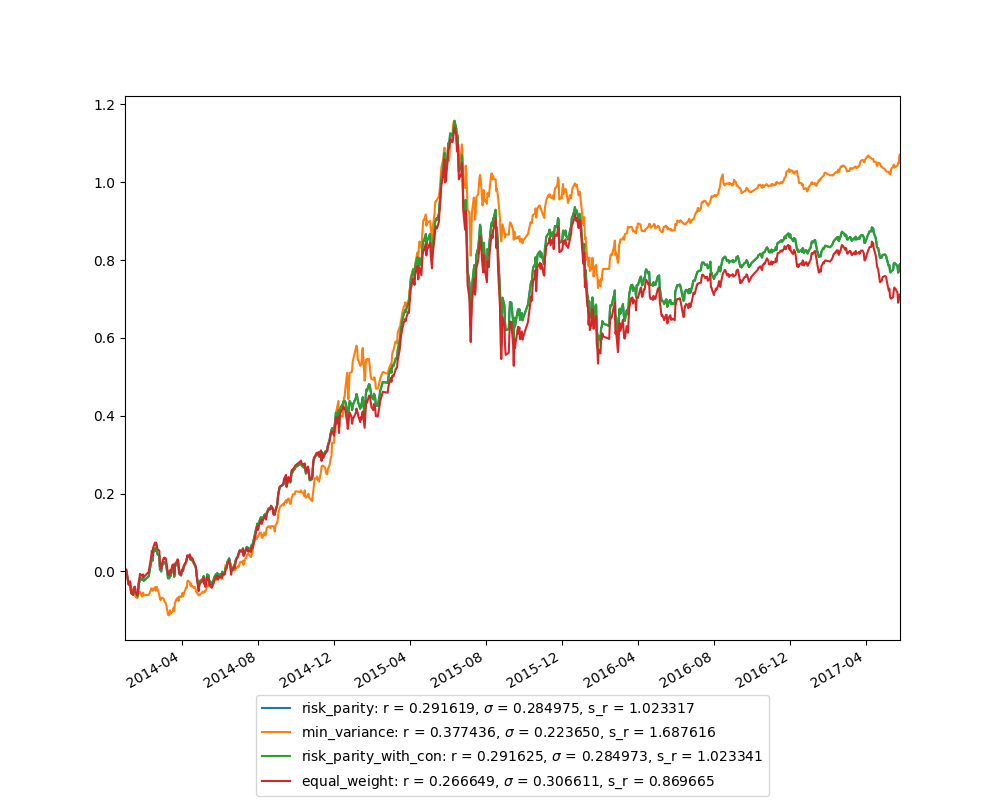 1.2
1.0
0.8
0.6
0.4
0.2
0.0
2014-04 2014-08 2014-12 2015-04 2015-08 2015-12 2016-04 2016-08 2016-12 2017-04
risk_parity: r = 0.291619, σ = 0.284975, s_r = 1.023317
min_variance: r = 0.377436, σ = 0.223650, s_r = 1.687616
risk_parity_with_con: r = 0.291625, σ = 0.284973, s_r = 1.023341
equal_weight: r = 0.266649, σ = 0.306611, s_r = 0.869665